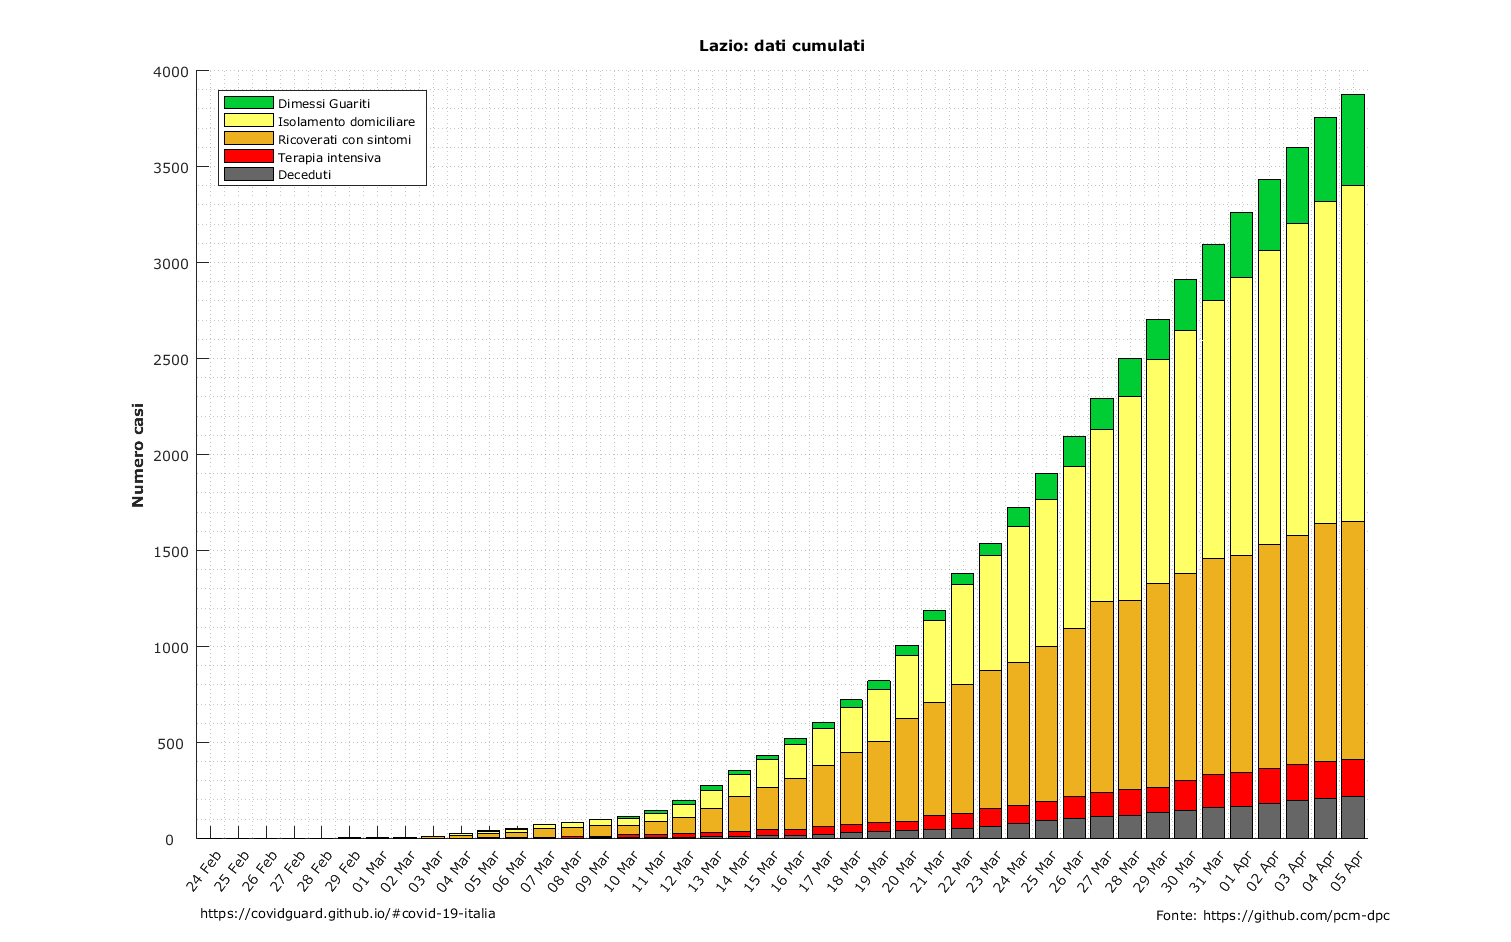 Lazio: dati cumulati
4000
3500
3000
2500
2000
1500
1000
500
0
Numero casi
Dimessi Guariti
Isolamento domiciliare
Ricoverati con sintomi
Terapia intensiva
Deceduti
24 Feb
25 Feb
26 Feb
27 Feb
28 Feb
29 Feb
01 Mar
02 Mar
03 Mar
04 Mar
05 Mar
06 Mar
07 Mar
08 Mar
09 Mar
10 Mar
11 Mar
12 Mar
13 Mar
14 Mar
15 Mar
16 Mar
17 Mar
18 Mar
19 Mar
20 Mar
21 Mar
22 Mar
23 Mar
24 Mar
25 Mar
26 Mar
27 Mar
28 Mar
29 Mar
30 Mar
31 Mar
01 Apr
02 Apr
03 Apr
04 Apr
05 Apr
https://covidguard.github.io/#covid-19-italia
Fonte: https://github.com/pcm-dpc